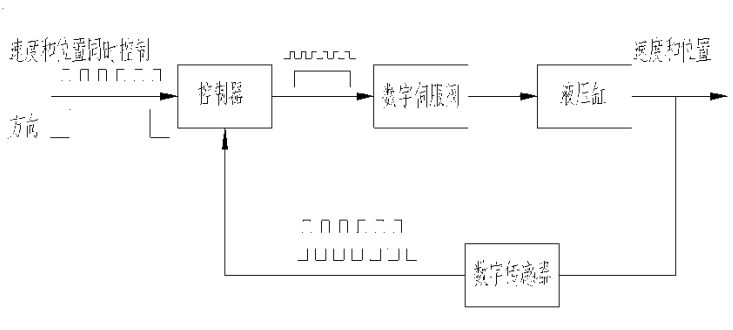 速度和位置同时控制
速度和位置
控制器
数字伺服阀
液压缸
方向
数字传感器